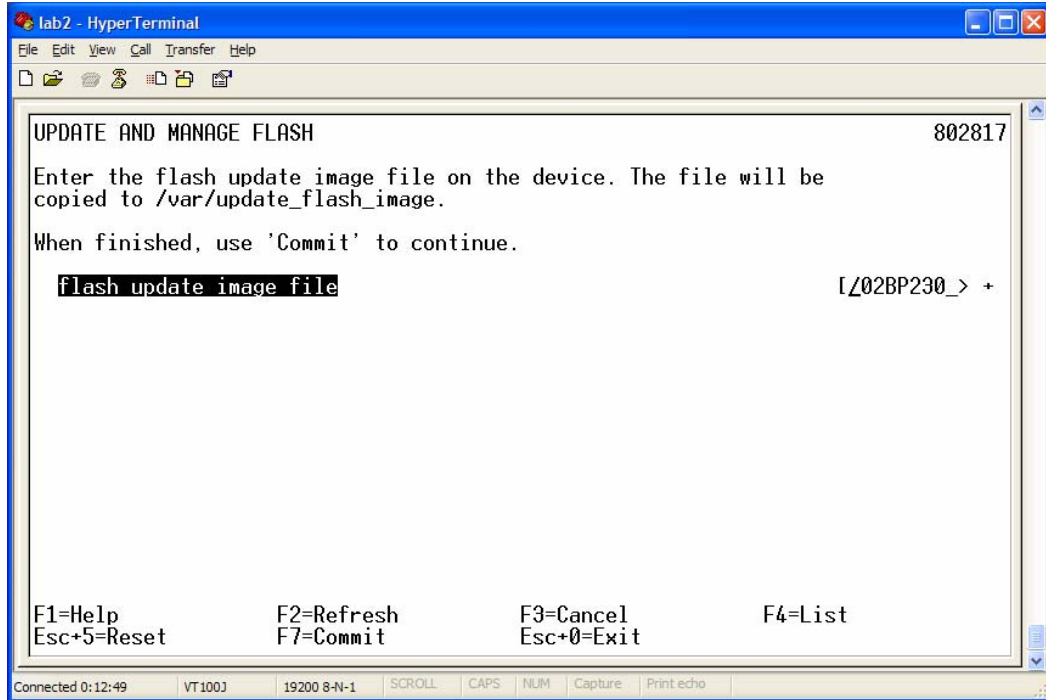 lab2 - HyperTerminal
File Edit View Call Transfer Help
UPDATE AND MANAGE FLASH 802817
Enter the flash update image file on the device. The file will be
copied to /var/update_flash_image.
When finished, use 'Commit' to continue.
flash update image file [/02BP230_> +
F1=Help F2=Refresh F3=Cancel F4=List
Esc+5=Reset F7=Commit Esc+0=Exit
Connected 0:12:49 VT100J 19200 8-N-1 SCROLL CAPS NUM Capture Print echo